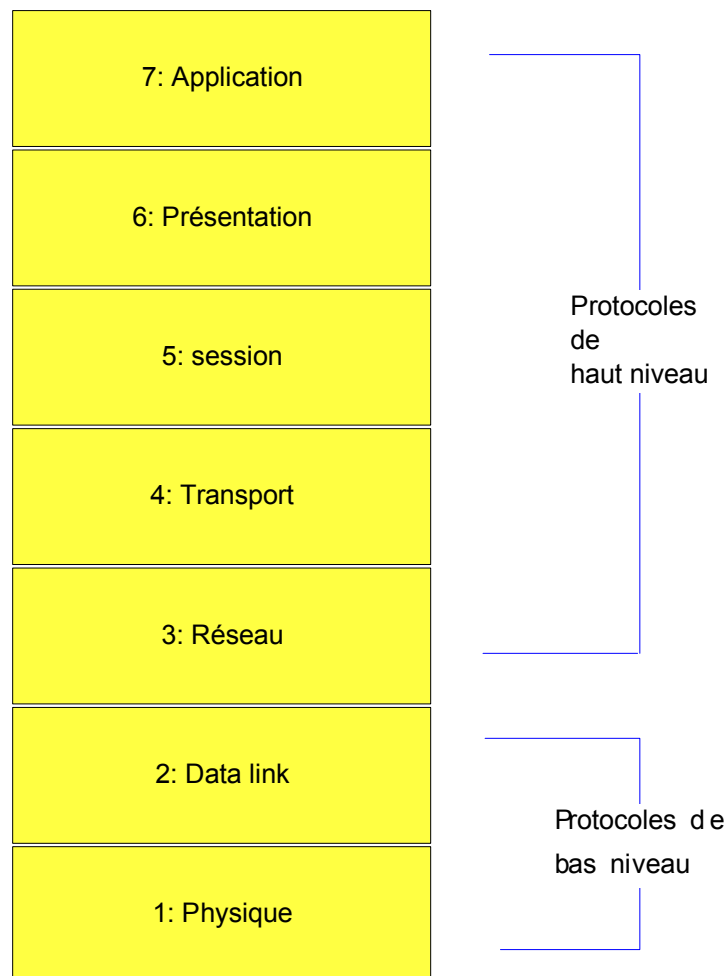 7: Application
6: Présentation
5: session
4: Transport
3: Réseau
2: Data link
1: Physique
Protocoles
de
haut niveau
Protocoles de
bas niveau